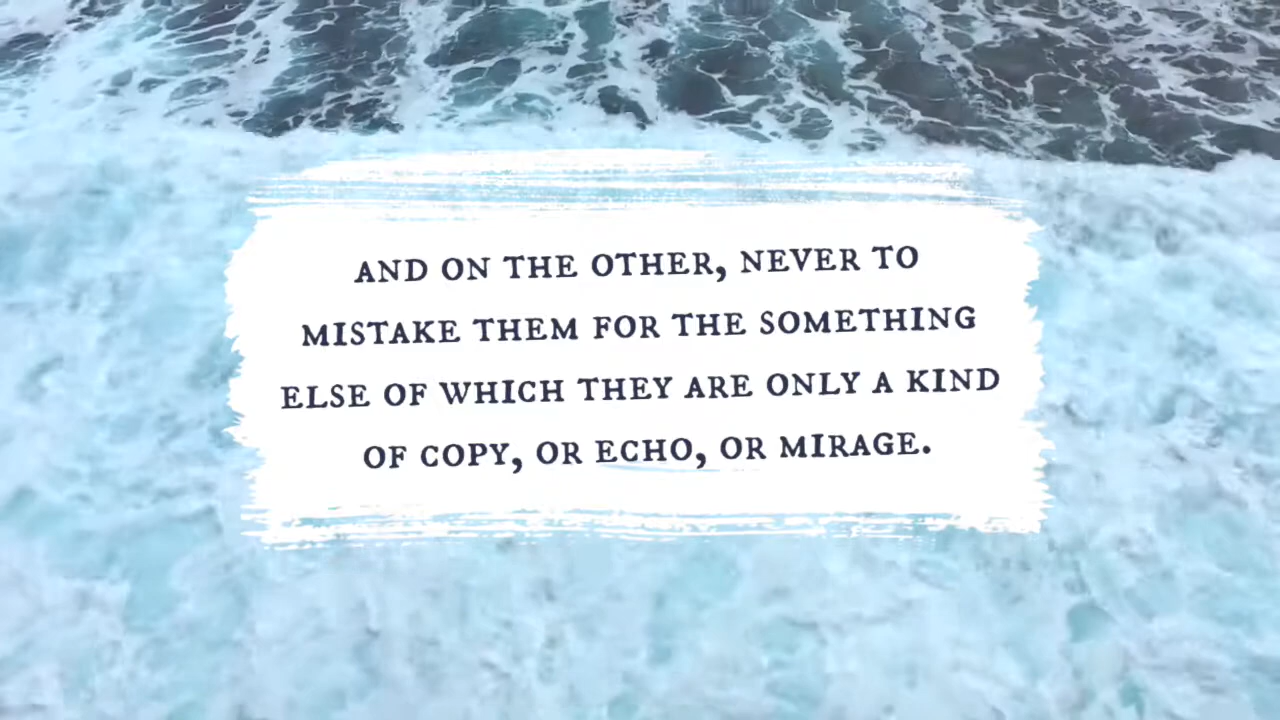 AND ON THE OTHER, NEVER TO
MISTAKE THEM FOR THE SOMETHING
ELSE OF WHICH THEY ARE ONLY A KIND
OF COPY, OR ECHO, OR MIRAGE.